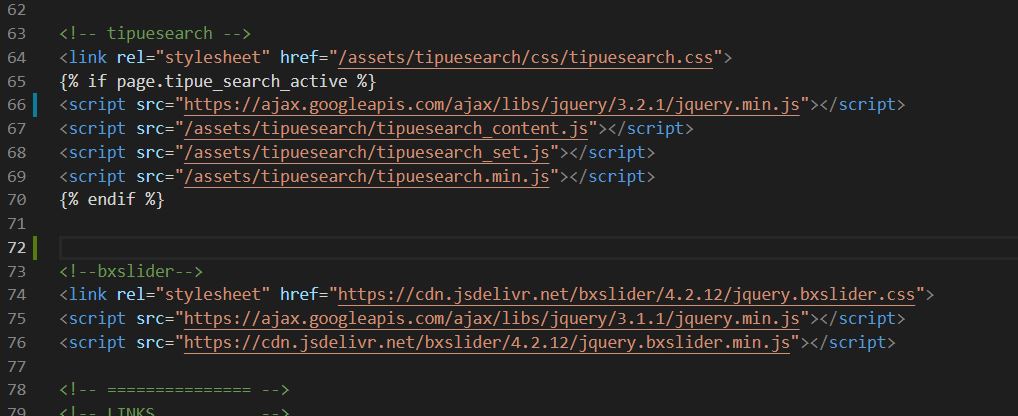 62
63 <!-- tipuesearch -->
64 <link rel="stylesheet" href="/assets/tipuesearch/css/tipuesearch.css">
65 {% if page.tipue_search_active %}
66 <script src="https://ajax.googleapis.com/ajax/libs/jquery/3.2.1/jquery.min.js"></script>
67 <script src="/assets/tipuesearch/tipuesearch_content.js"></script>
68 <script src="/assets/tipuesearch/tipuesearch_set.js"></script>
69 <script src="/assets/tipuesearch/tipuesearch.min.js"></script>
70 {% endif %}
71
72
73 <!--bxslider-->
74 <link rel="stylesheet" href="https://cdn.jsdelivr.net/bxslider/4.2.12/jquery.bxslider.css">
75 <script src="https://ajax.googleapis.com/ajax/libs/jquery/3.1.1/jquery.min.js"></script>
76 <script src="https://cdn.jsdelivr.net/bxslider/4.2.12/jquery.bxslider.min.js"></script>
77
78 <!-- =============== -->
79 <!-- LINKS -->